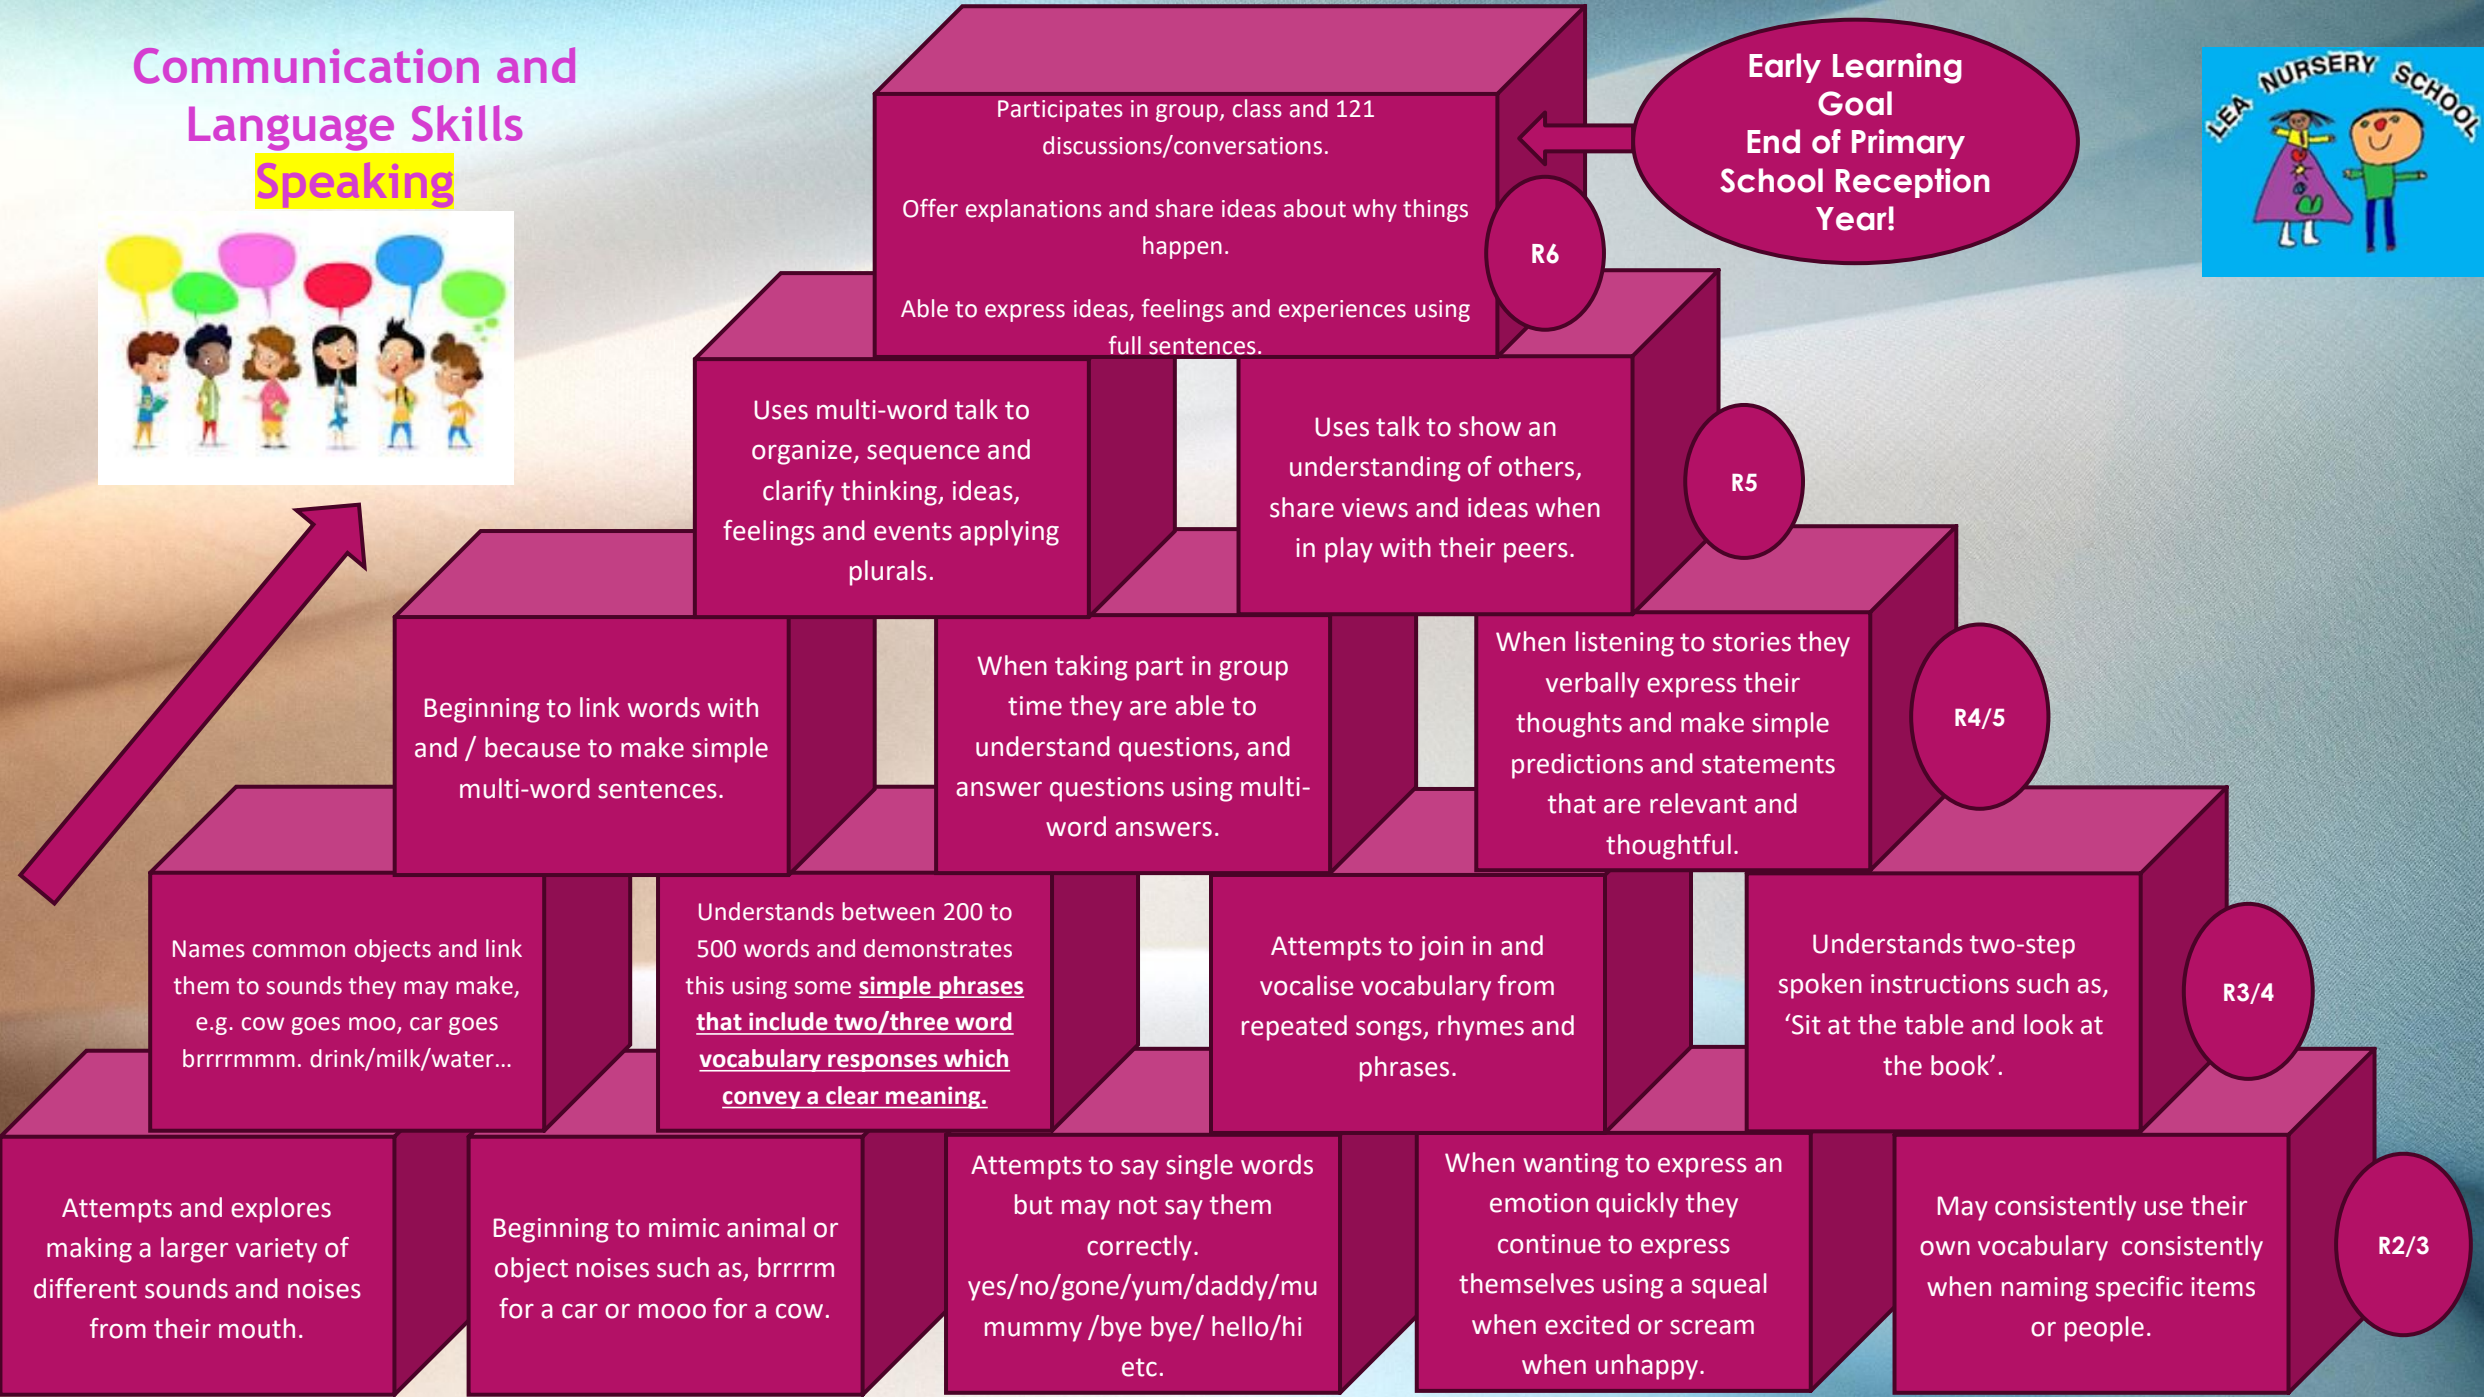 Communication and
Language Skills
Speaking
Early Learning
Goal
End of Primary
School Reception
Year!
LEA NURSERY SCHOOL
Participates in group, class and 121
discussions/conversations.
Offer explanations and share ideas about why things
happen.
Able to express ideas, feelings and experiences using
full sentences.
R6
Uses multi-word talk to
organize, sequence and
clarify thinking, ideas,
feelings and events applying
plurals.
Uses talk to show an
understanding of others,
share views and ideas when
in play with their peers.
R5
Beginning to link words with
and / because to make simple
multi-word sentences.
When taking part in group
time they are able to
understand questions, and
answer questions using multi-
word answers.
When listening to stories they
verbally express their
thoughts and make simple
predictions and statements
that are relevant and
thoughtful.
R4/5
Names common objects and link
them to sounds they may make,
e.g. cow goes moo, car goes
brrrrmmm. drink/milk/water...
Understands between 200 to
500 words and demonstrates
this using some simple phrases
that include two/three word
vocabulary responses which
convey a clear meaning.
Attempts to join in and
vocalise vocabulary from
repeated songs, rhymes and
phrases.
Understands two-step
spoken instructions such as,
‘Sit at the table and look at
the book’.
R3/4
Attempts and explores
making a larger variety of
different sounds and noises
from their mouth.
Beginning to mimic animal or
object noises such as, brrrrm
for a car or mooo for a cow.
Attempts to say single words
but may not say them
correctly.
yes/no/gone/yum/daddy/mu
mummy /bye bye/ hello/hi
etc.
When wanting to express an
emotion quickly they
continue to express
themselves using a squeal
when excited or scream
when unhappy.
May consistently use their
own vocabulary  consistently
when naming specific items
or people.
R2/3